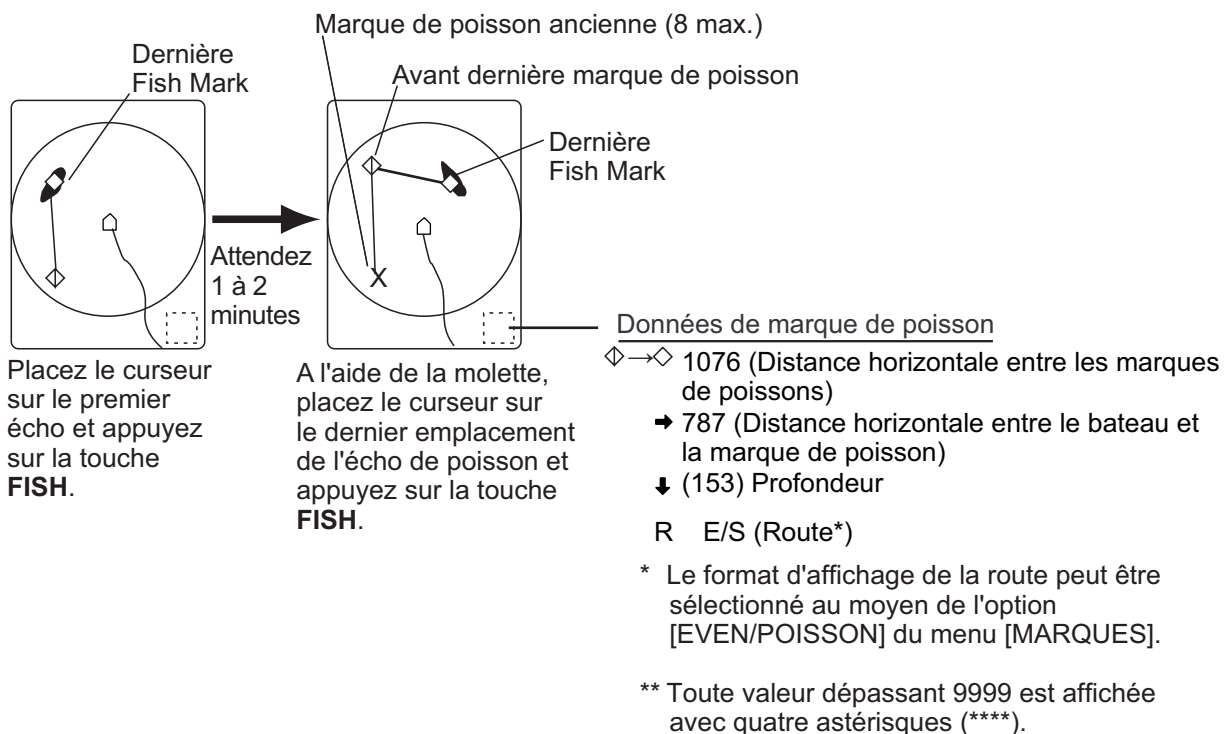 Marque de poisson ancienne (8 max.)
Dernière
Fish Mark
Avant dernière marque de poisson
Dernière
Fish Mark
Attendez
1 à 2
minutes
X
Placez le curseur
sur le premier
écho et appuyez
sur la touche
FISH.
A l'aide de la molette,
placez le curseur sur
le dernier emplacement
de l'écho de poisson et
appuyez sur la touche
FISH.
Données de marque de poisson
→ 1076 (Distance horizontale entre les marques
de poissons)
➔ 787 (Distance horizontale entre le bateau et
la marque de poisson)
⬇ (153) Profondeur
R E/S (Route*)
* Le format d'affichage de la route peut être
sélectionné au moyen de l'option
[EVEN/POISSON] du menu [MARQUES].
** Toute valeur dépassant 9999 est affichée
avec quatre astérisques (****).